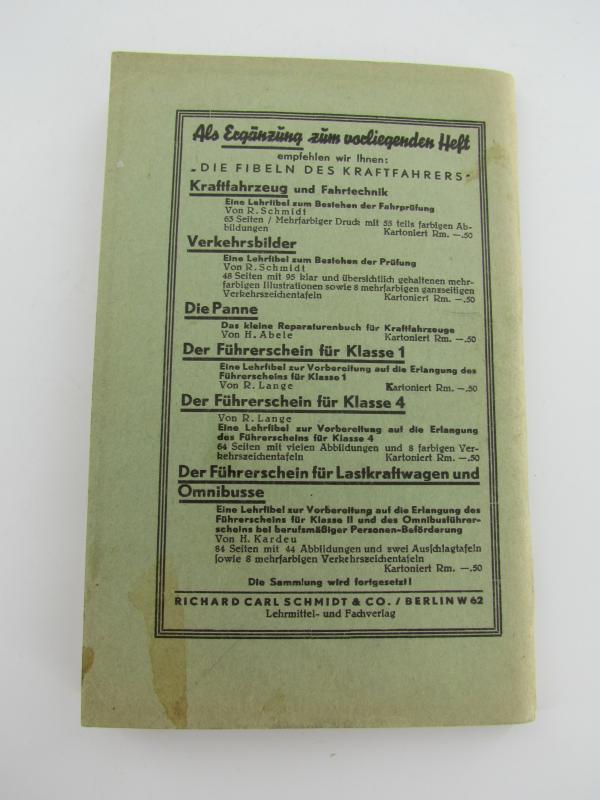 Als Ergänzung zum vorliegenden Heft
empfehlen wir Ihnen:
„DIE FIBELN DES KRAFTFAHRERS“
Kraftfahrzeug und Fahrtechnik
Eine Lehrfibel zum Bestehen der Fahrprüfung
Von R. Schmidt
63 Seiten / Mehrfarbiger Druck mit 55 teils farbigen Ab-
bildungen Kartoniert Rm. —.50
Verkehrsbilder
Eine Lehrfibel zum Bestehen der Prüfung
Von R. Schmidt
48 Seiten mit 95 klar und übersichtlich gehaltenen mehr-
farbigen Illustrationen sowie 8 mehrfarbigen ganzseitigen
Verkehrszeichentafeln Kartoniert Rm. —.50
Die Panne
Das kleine Reparaturenbuch für Kraftfahrzeuge
Von H. Abele Kartoniert Rm. —.50
Der Führerschein für Klasse 1
Eine Lehrfibel zur Vorbereitung auf die Erlangung des
Führerscheins für Klasse 1
Von R. Lange Kartoniert Rm. —.50
Der Führerschein für Klasse 4
Von R. Lange
Eine Lehrfibel zur Vorbereitung auf die Erlangung
des Führerscheins für Klasse 4
64 Seiten mit vielen Abbildungen und 8 farbigen Ver-
kehrszeichentafeln Kartoniert Rm. —.50
Der Führerschein für Lastkraftwagen und
Omnibusse
Eine Lehrfibel zur Vorbereitung auf die Erlangung des
Führerscheins für Klasse II und des Omnibusführer-
scheins bei berufsmäßiger Personen-Beförderung
Von H. Kardeu
84 Seiten mit 44 Abbildungen und zwei Ausschlagtafeln
sowie 8 mehrfarbigen Verkehrszeichentafeln
Kartoniert Rm. —.50
Die Sammlung wird fortgesetzt!
RICHARD CARL SCHMIDT & CO. / BERLIN W 62
Lehrmittel- und Fachverlag